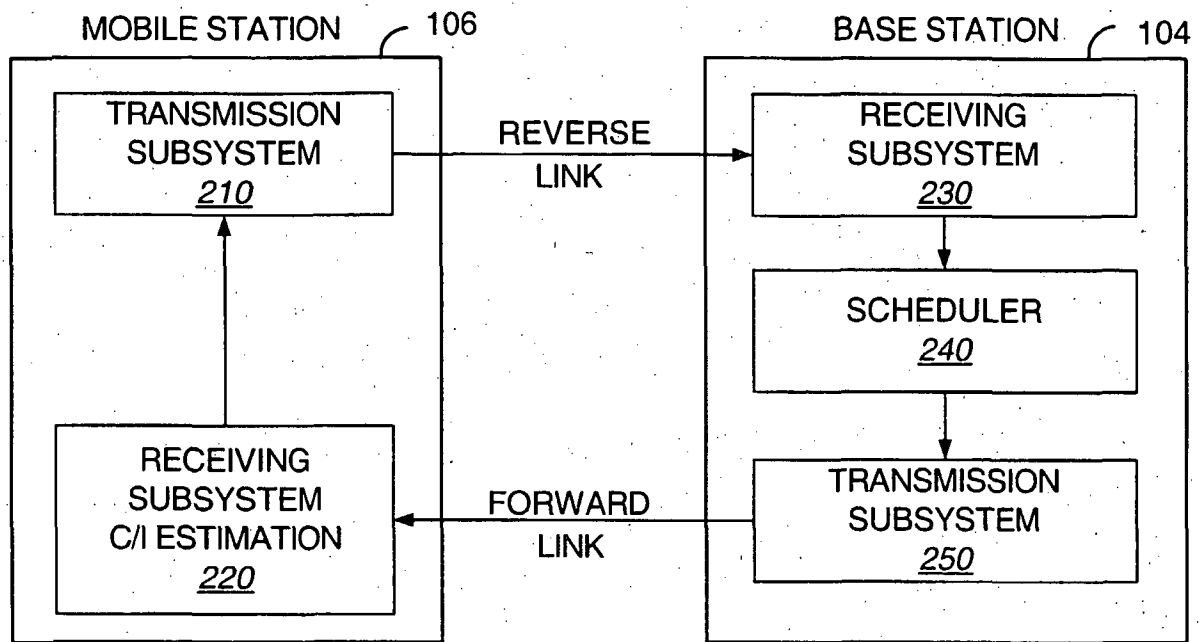 MOBILE STATION
106
BASE STATION
104
TRANSMISSION
SUBSYSTEM
210
REVERSE
LINK
RECEIVING
SUBSYSTEM
230
SCHEDULER
240
RECEIVING
SUBSYSTEM
C/I ESTIMATION
220
FORWARD
LINK
TRANSMISSION
SUBSYSTEM
250